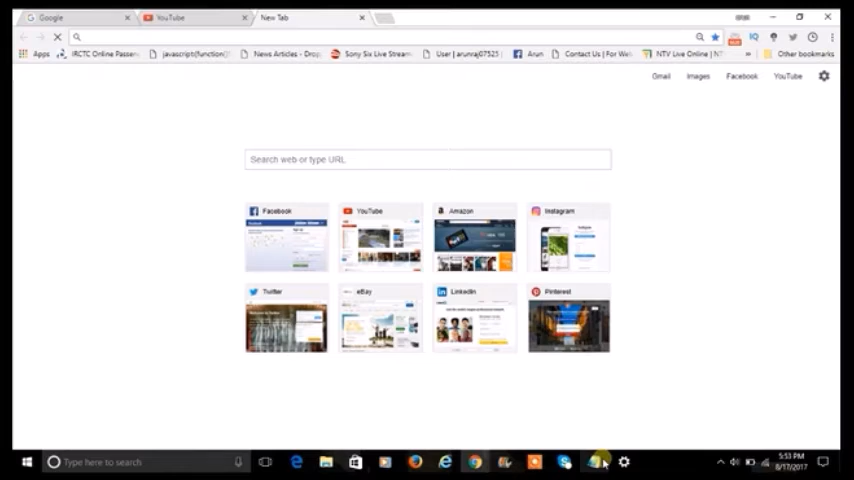 Google
YouTube
New Tab
Apps
IRCTC Online Passen
javascript:(function()
News Articles - Drop
Sony Six Live Stream
User | arunraj07525 |
Arun
Contact Us | For Web
NTV Live Online | NT
Other bookmarks
Gmail
Images
Facebook
YouTube
Search web or type URL
Facebook
YouTube
Amazon
Instagram
Twitter
eBay
LinkedIn
Pinterest
Type here to search
5:53 PM
8/17/2017